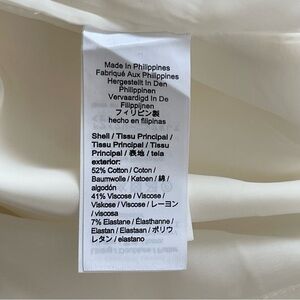 Made In Philippines
Fabriqué Aux Philippines
Hergestellt In Den
Philippinen
Vervaardigd In De
Filippijnen
フィリピン製
hecho en filipinas
Shell / Tissu Principal /
Tissu Principal / Tissu
Principal / 表地 / tela
exterior:
52% Cotton / Coton /
Baumwolle / Katoen / 綿 /
algodón
41% Viscose / Viscose /
Viskose / Viscose / レーヨン
/ viscosa
7% Elastane / Élasthanne /
Elastan / Elastaan / ポリウ
レタン / elastano